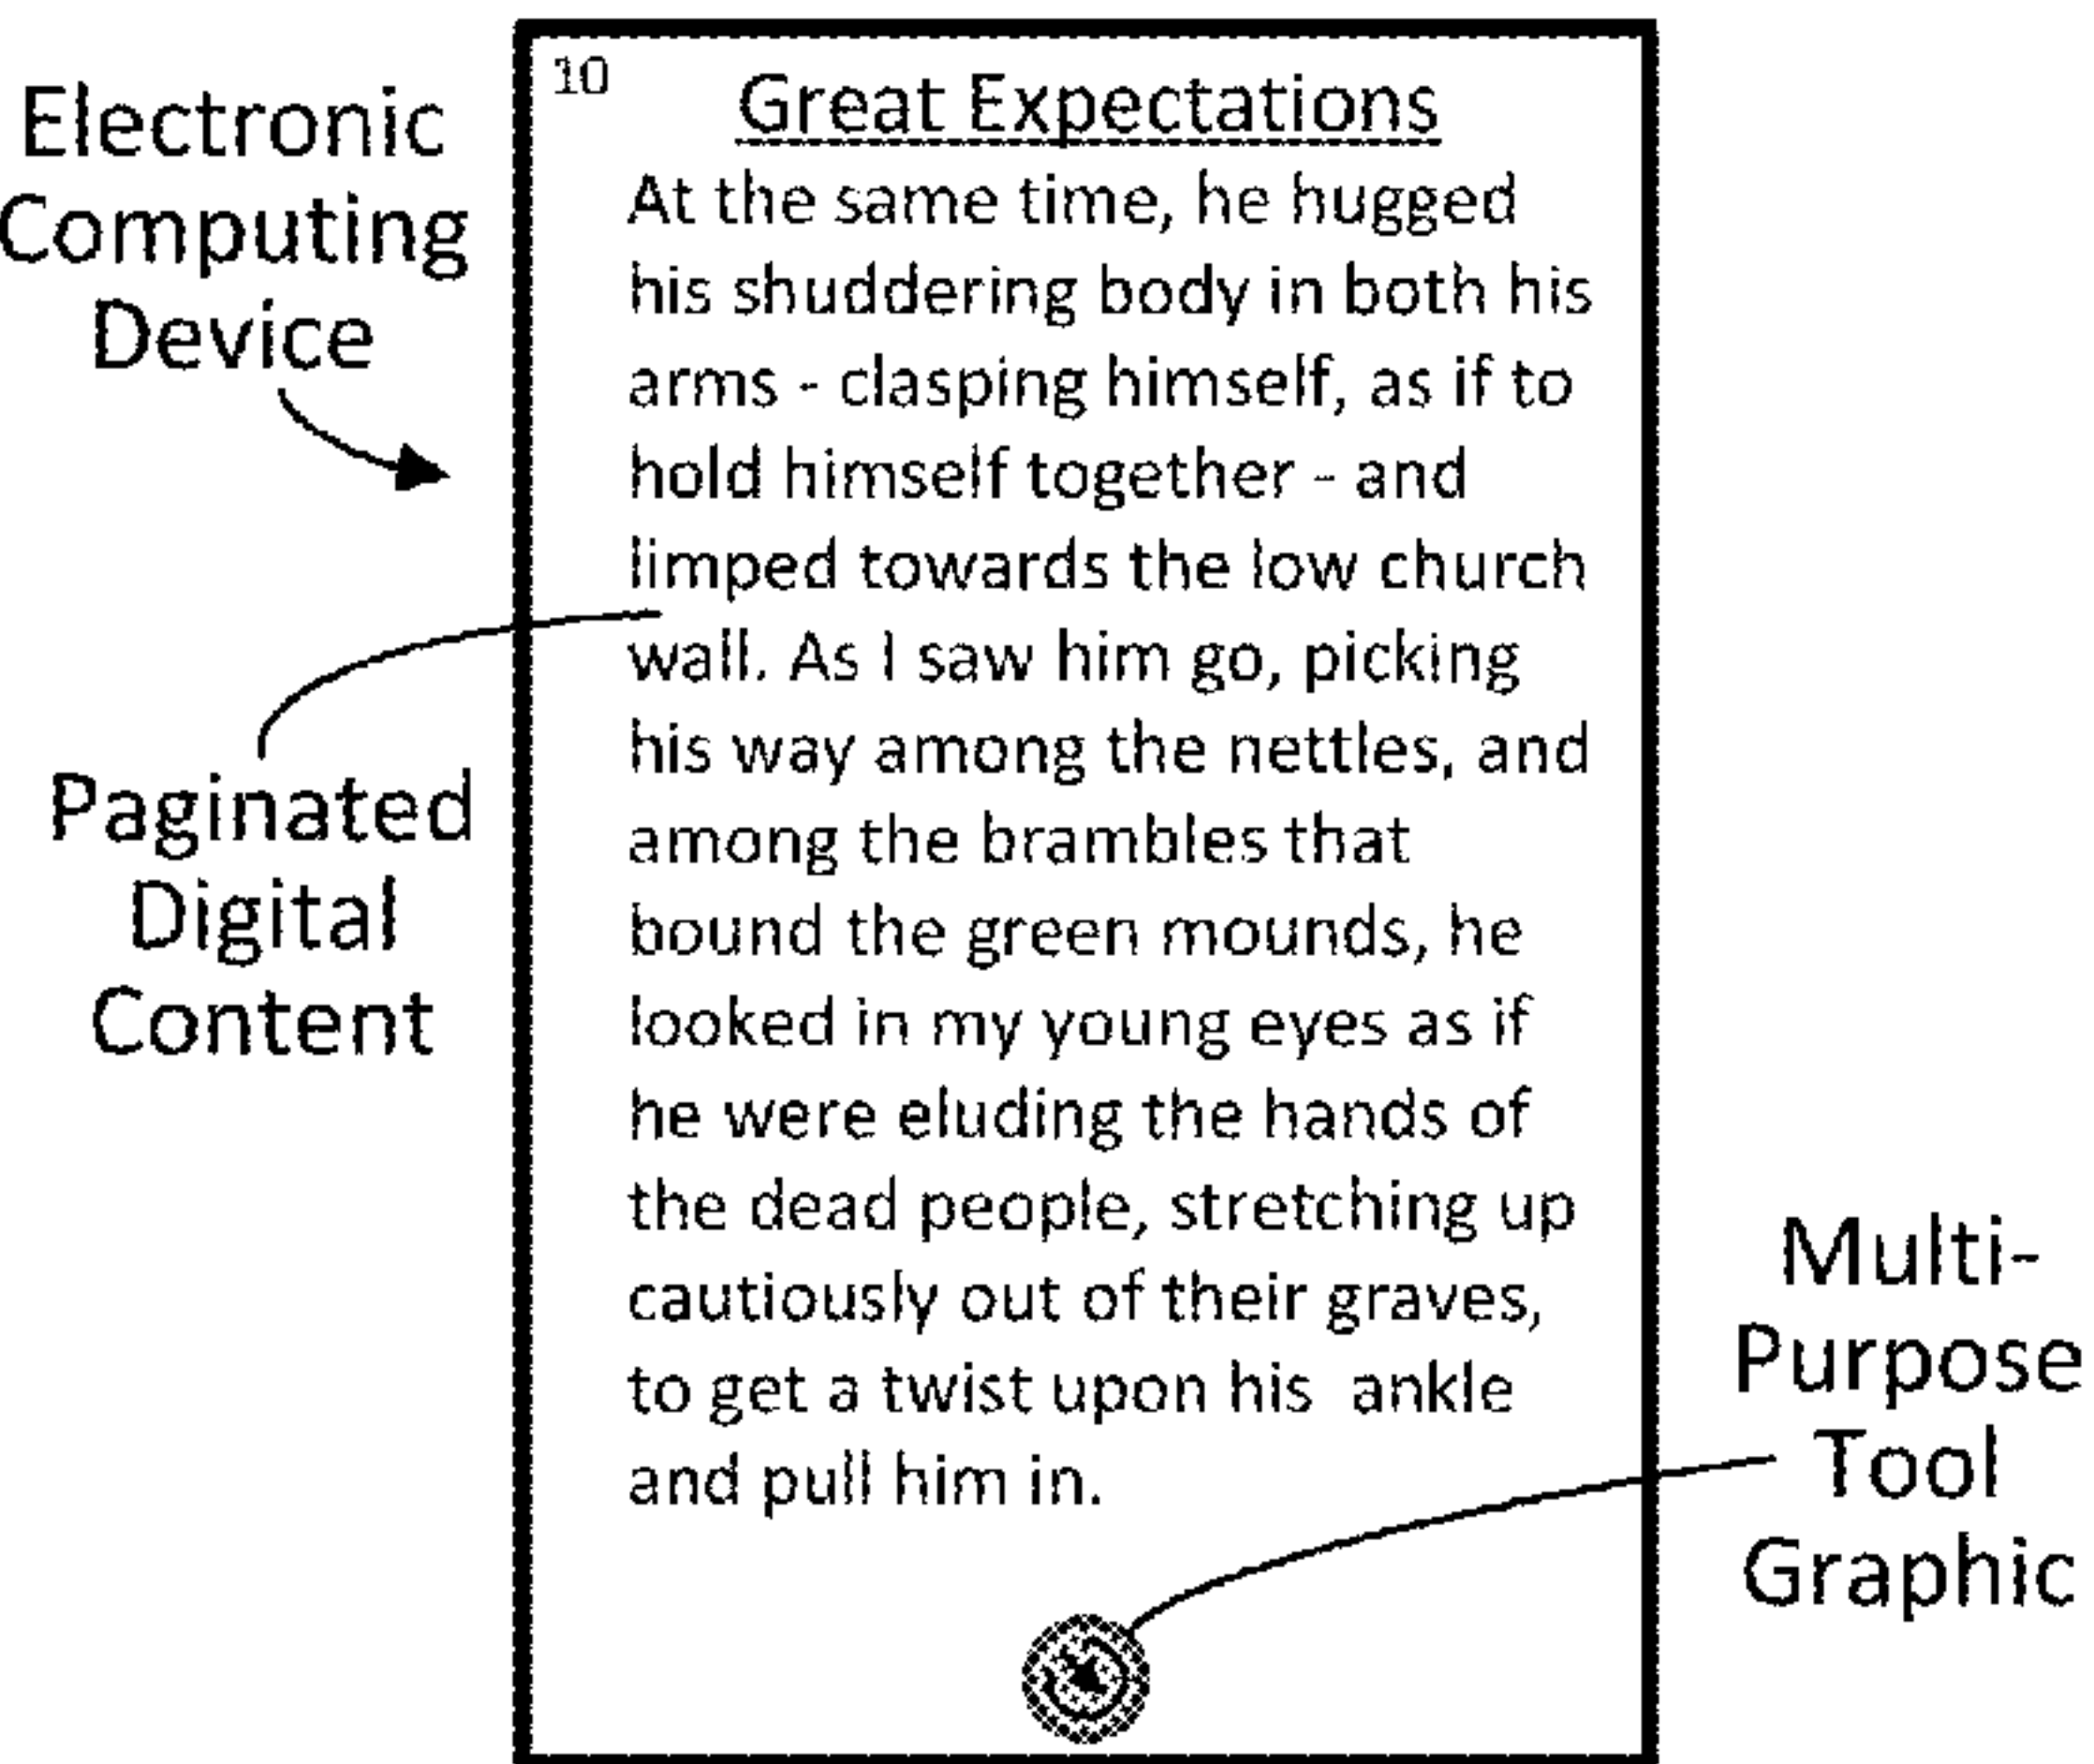 Electronic
Computing
Device
Paginated
Digital
Content
10
Great Expectations
At the same time, he hugged
his shuddering body in both his
arms - clasping himself, as if to
hold himself together - and
limped towards the low church
wall. As I saw him go, picking
his way among the nettles, and
among the brambles that
bound the green mounds, he
looked in my young eyes as if
he were eluding the hands of
the dead people, stretching up
cautiously out of their graves,
to get a twist upon his  ankle
and pull him in.
Multi-
Purpose
Tool
Graphic